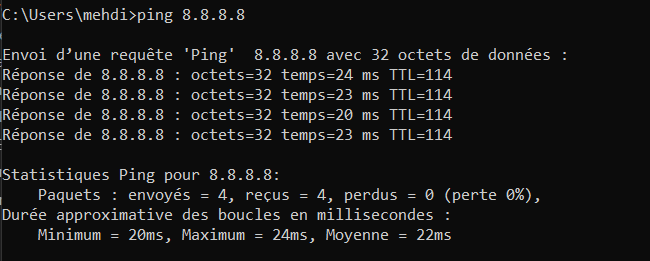 C:\Users\mehdi>ping 8.8.8.8
Envoi d’une requête 'Ping'  8.8.8.8 avec 32 octets de données :
Réponse de 8.8.8.8 : octets=32 temps=24 ms TTL=114
Réponse de 8.8.8.8 : octets=32 temps=23 ms TTL=114
Réponse de 8.8.8.8 : octets=32 temps=20 ms TTL=114
Réponse de 8.8.8.8 : octets=32 temps=23 ms TTL=114
Statistiques Ping pour 8.8.8.8:
    Paquets : envoyés = 4, reçus = 4, perdus = 0 (perte 0%),
Durée approximative des boucles en millisecondes :
    Minimum = 20ms, Maximum = 24ms, Moyenne = 22ms